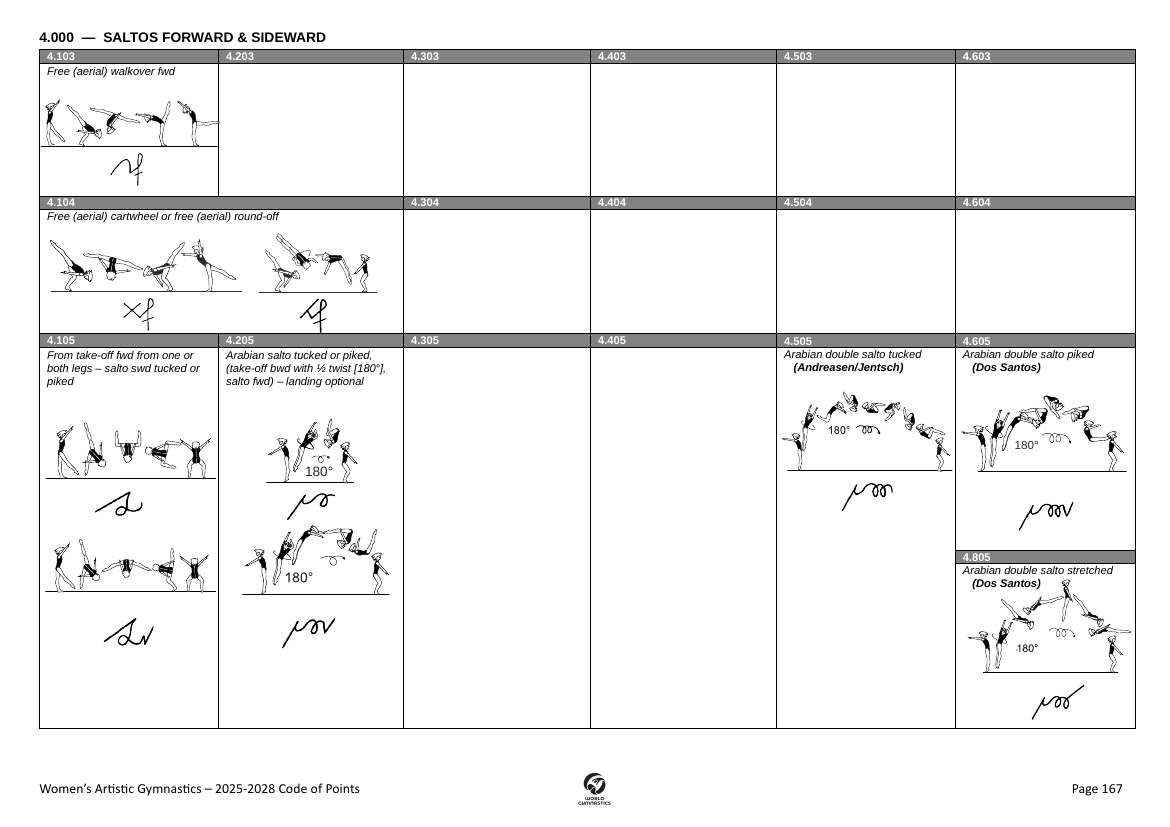 4.000 — SALTOS FORWARD & SIDEWARD
4.103 4.203 4.303 4.403 4.503 4.603
Free (aerial) walkover fwd
4.104 4.304 4.404 4.504 4.604
Free (aerial) cartwheel or free (aerial) round-off
4.105 4.205 4.305 4.405 4.505 4.605
From take-off fwd from one or
both legs – salto swd tucked or
piked
Arabian salto tucked or piked,
(take-off bwd with ½ twist [180°],
salto fwd) – landing optional
180°
180°
Arabian double salto tucked
(Andreasen/Jentsch)
180°
Arabian double salto piked
(Dos Santos)
180°
4.805
Arabian double salto stretched
(Dos Santos)
180°
Women's Artistic Gymnastics – 2025-2028 Code of Points
WORLD
GYMNASTICS
Page 167